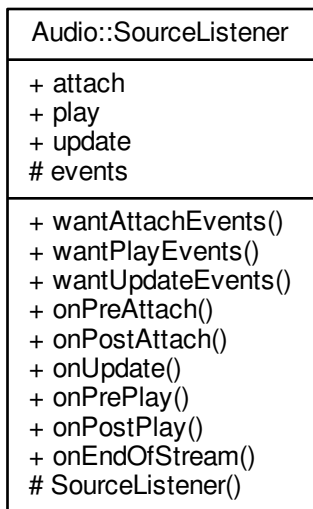 Audio::SourceListener
+ attach
+ play
+ update
# events
+ wantAttachEvents()
+ wantPlayEvents()
+ wantUpdateEvents()
+ onPreAttach()
+ onPostAttach()
+ onUpdate()
+ onPrePlay()
+ onPostPlay()
+ onEndOfStream()
# SourceListener()